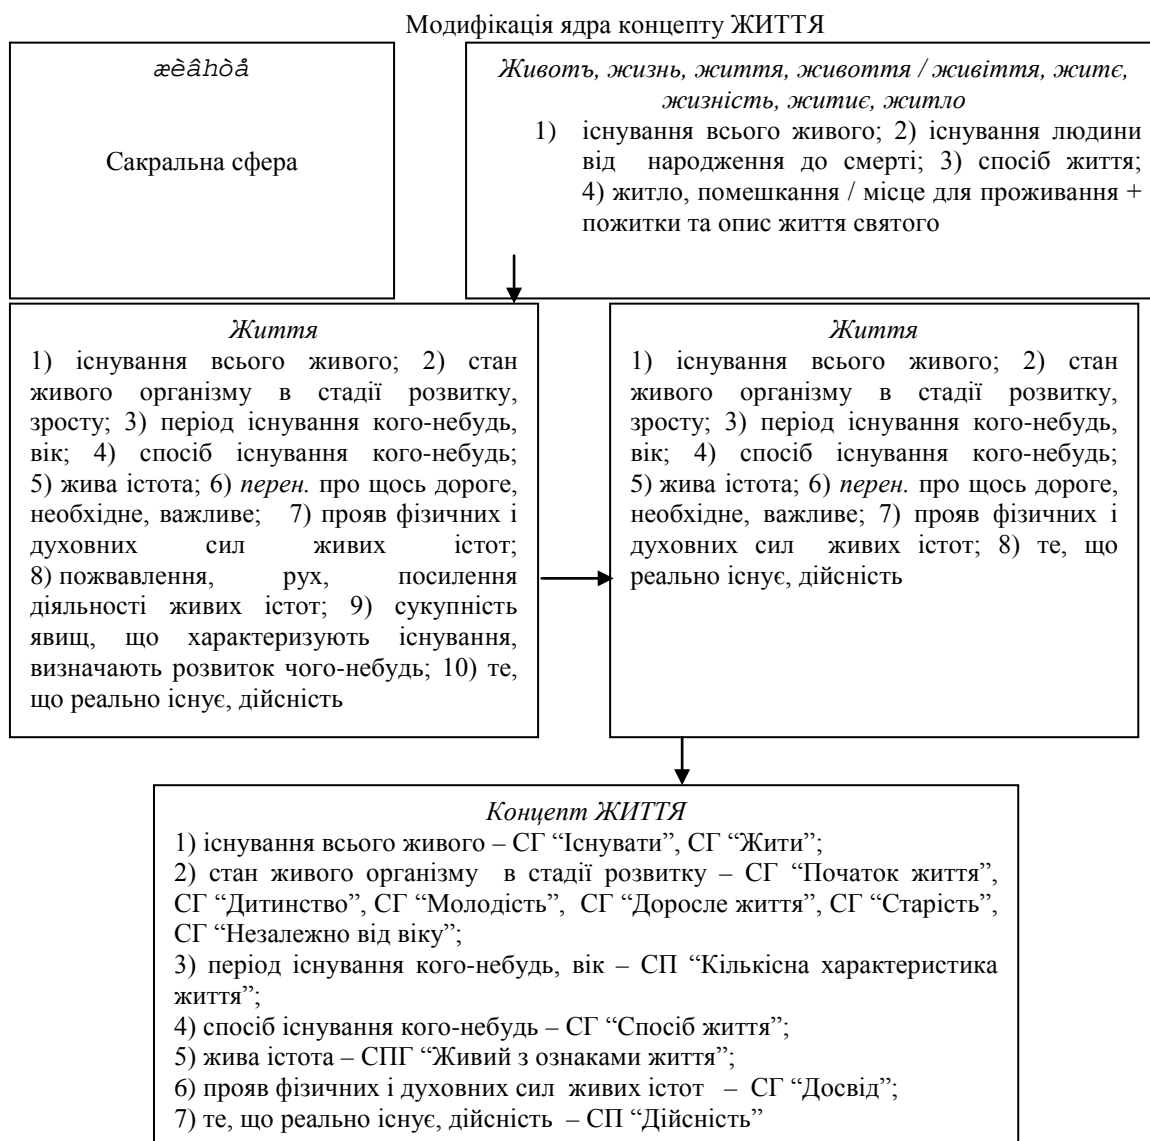 Модифікація ядра концепту ЖИТТЯ
æèâhòå
Сакральна сфера
Животъ, жизнь, життя, живоття / живіття, житє,
жизність, житиє, житло
1) існування всього живого; 2) існування людини
від народження до смерті; 3) спосіб життя;
4) житло, помешкання / місце для проживання +
пожитки та опис життя святого
Життя
1) існування всього живого; 2) стан
живого організму в стадії розвитку,
зросту; 3) період існування кого-небудь,
вік; 4) спосіб існування кого-небудь;
5) жива істота; 6) перен. про щось дороге,
необхідне, важливе; 7) прояв фізичних і
духовних сил живих істот;
8) пожвавлення, рух, посилення
діяльності живих істот; 9) сукупність
явищ, що характеризують існування,
визначають розвиток чого-небудь; 10) те,
що реально існує, дійсність
Життя
1) існування всього живого; 2) стан
живого організму в стадії розвитку,
зросту; 3) період існування кого-небудь,
вік; 4) спосіб існування кого-небудь;
5) жива істота; 6) перен. про щось дороге,
необхідне, важливе; 7) прояв фізичних і
духовних сил живих істот; 8) те, що
реально існує, дійсність
Концепт ЖИТТЯ
1) існування всього живого – СГ “Існувати”, СГ “Жити”;
2) стан живого організму в стадії розвитку – СГ “Початок життя”,
СГ “Дитинство”, СГ “Молодість”, СГ “Доросле життя”, СГ “Старість”,
СГ “Незалежно від віку”;
3) період існування кого-небудь, вік – СП “Кількісна характеристика
життя”;
4) спосіб існування кого-небудь – СГ “Спосіб життя”;
5) жива істота – СПГ “Живий з ознаками життя”;
6) прояв фізичних і духовних сил живих істот – СГ “Досвід”;
7) те, що реально існує, дійсність – СП “Дійсність”